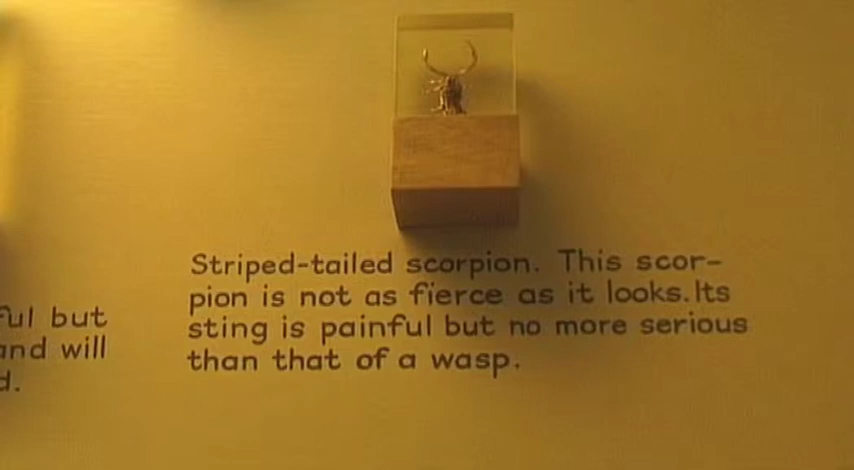 Striped-tailed scorpion. This scor-
pion is not as fierce as it looks. Its
sting is painful but no more serious
than that of a wasp.
but
and will